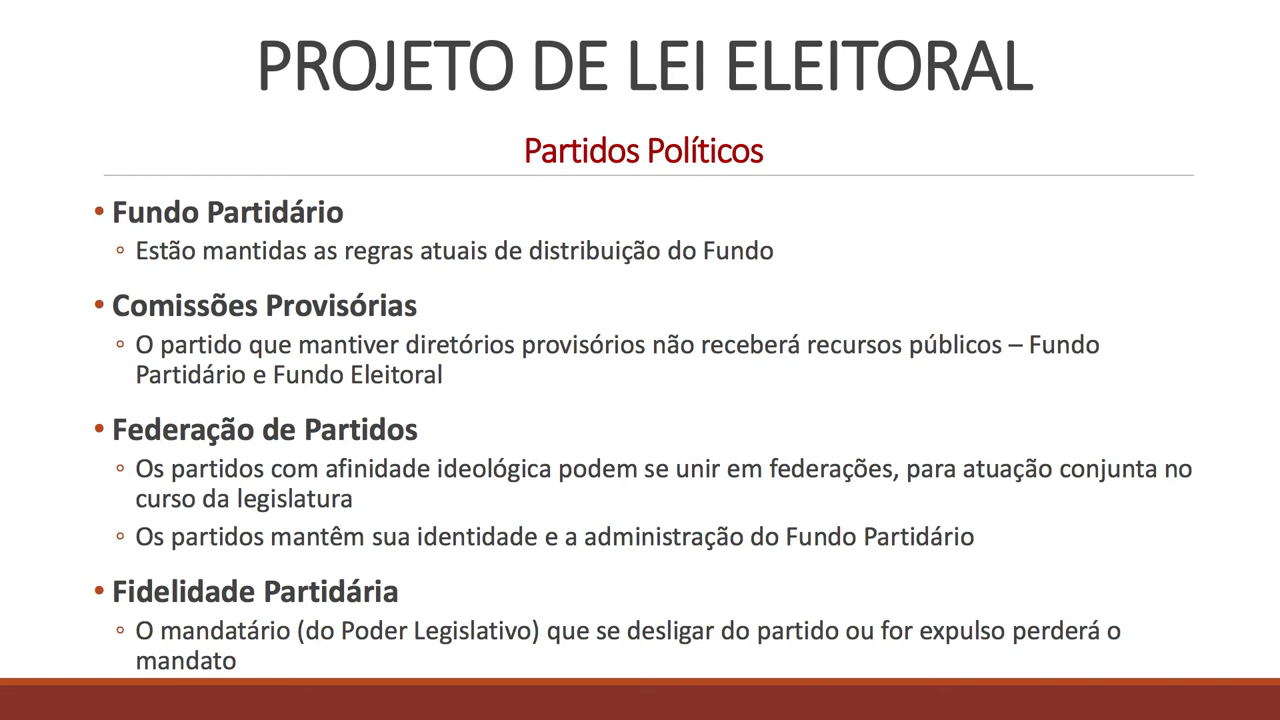 PROJETO DE LEI ELEITORAL
Partidos Políticos
• Fundo Partidário
◦ Estão mantidas as regras atuais de distribuição do Fundo
• Comissões Provisórias
◦ O partido que mantiver diretórios provisórios não receberá recursos públicos – Fundo
Partidário e Fundo Eleitoral
• Federação de Partidos
◦ Os partidos com afinidade ideológica podem se unir em federações, para atuação conjunta no
curso da legislatura
◦ Os partidos mantêm sua identidade e a administração do Fundo Partidário
• Fidelidade Partidária
◦ O mandatário (do Poder Legislativo) que se desligar do partido ou for expulso perderá o
mandato